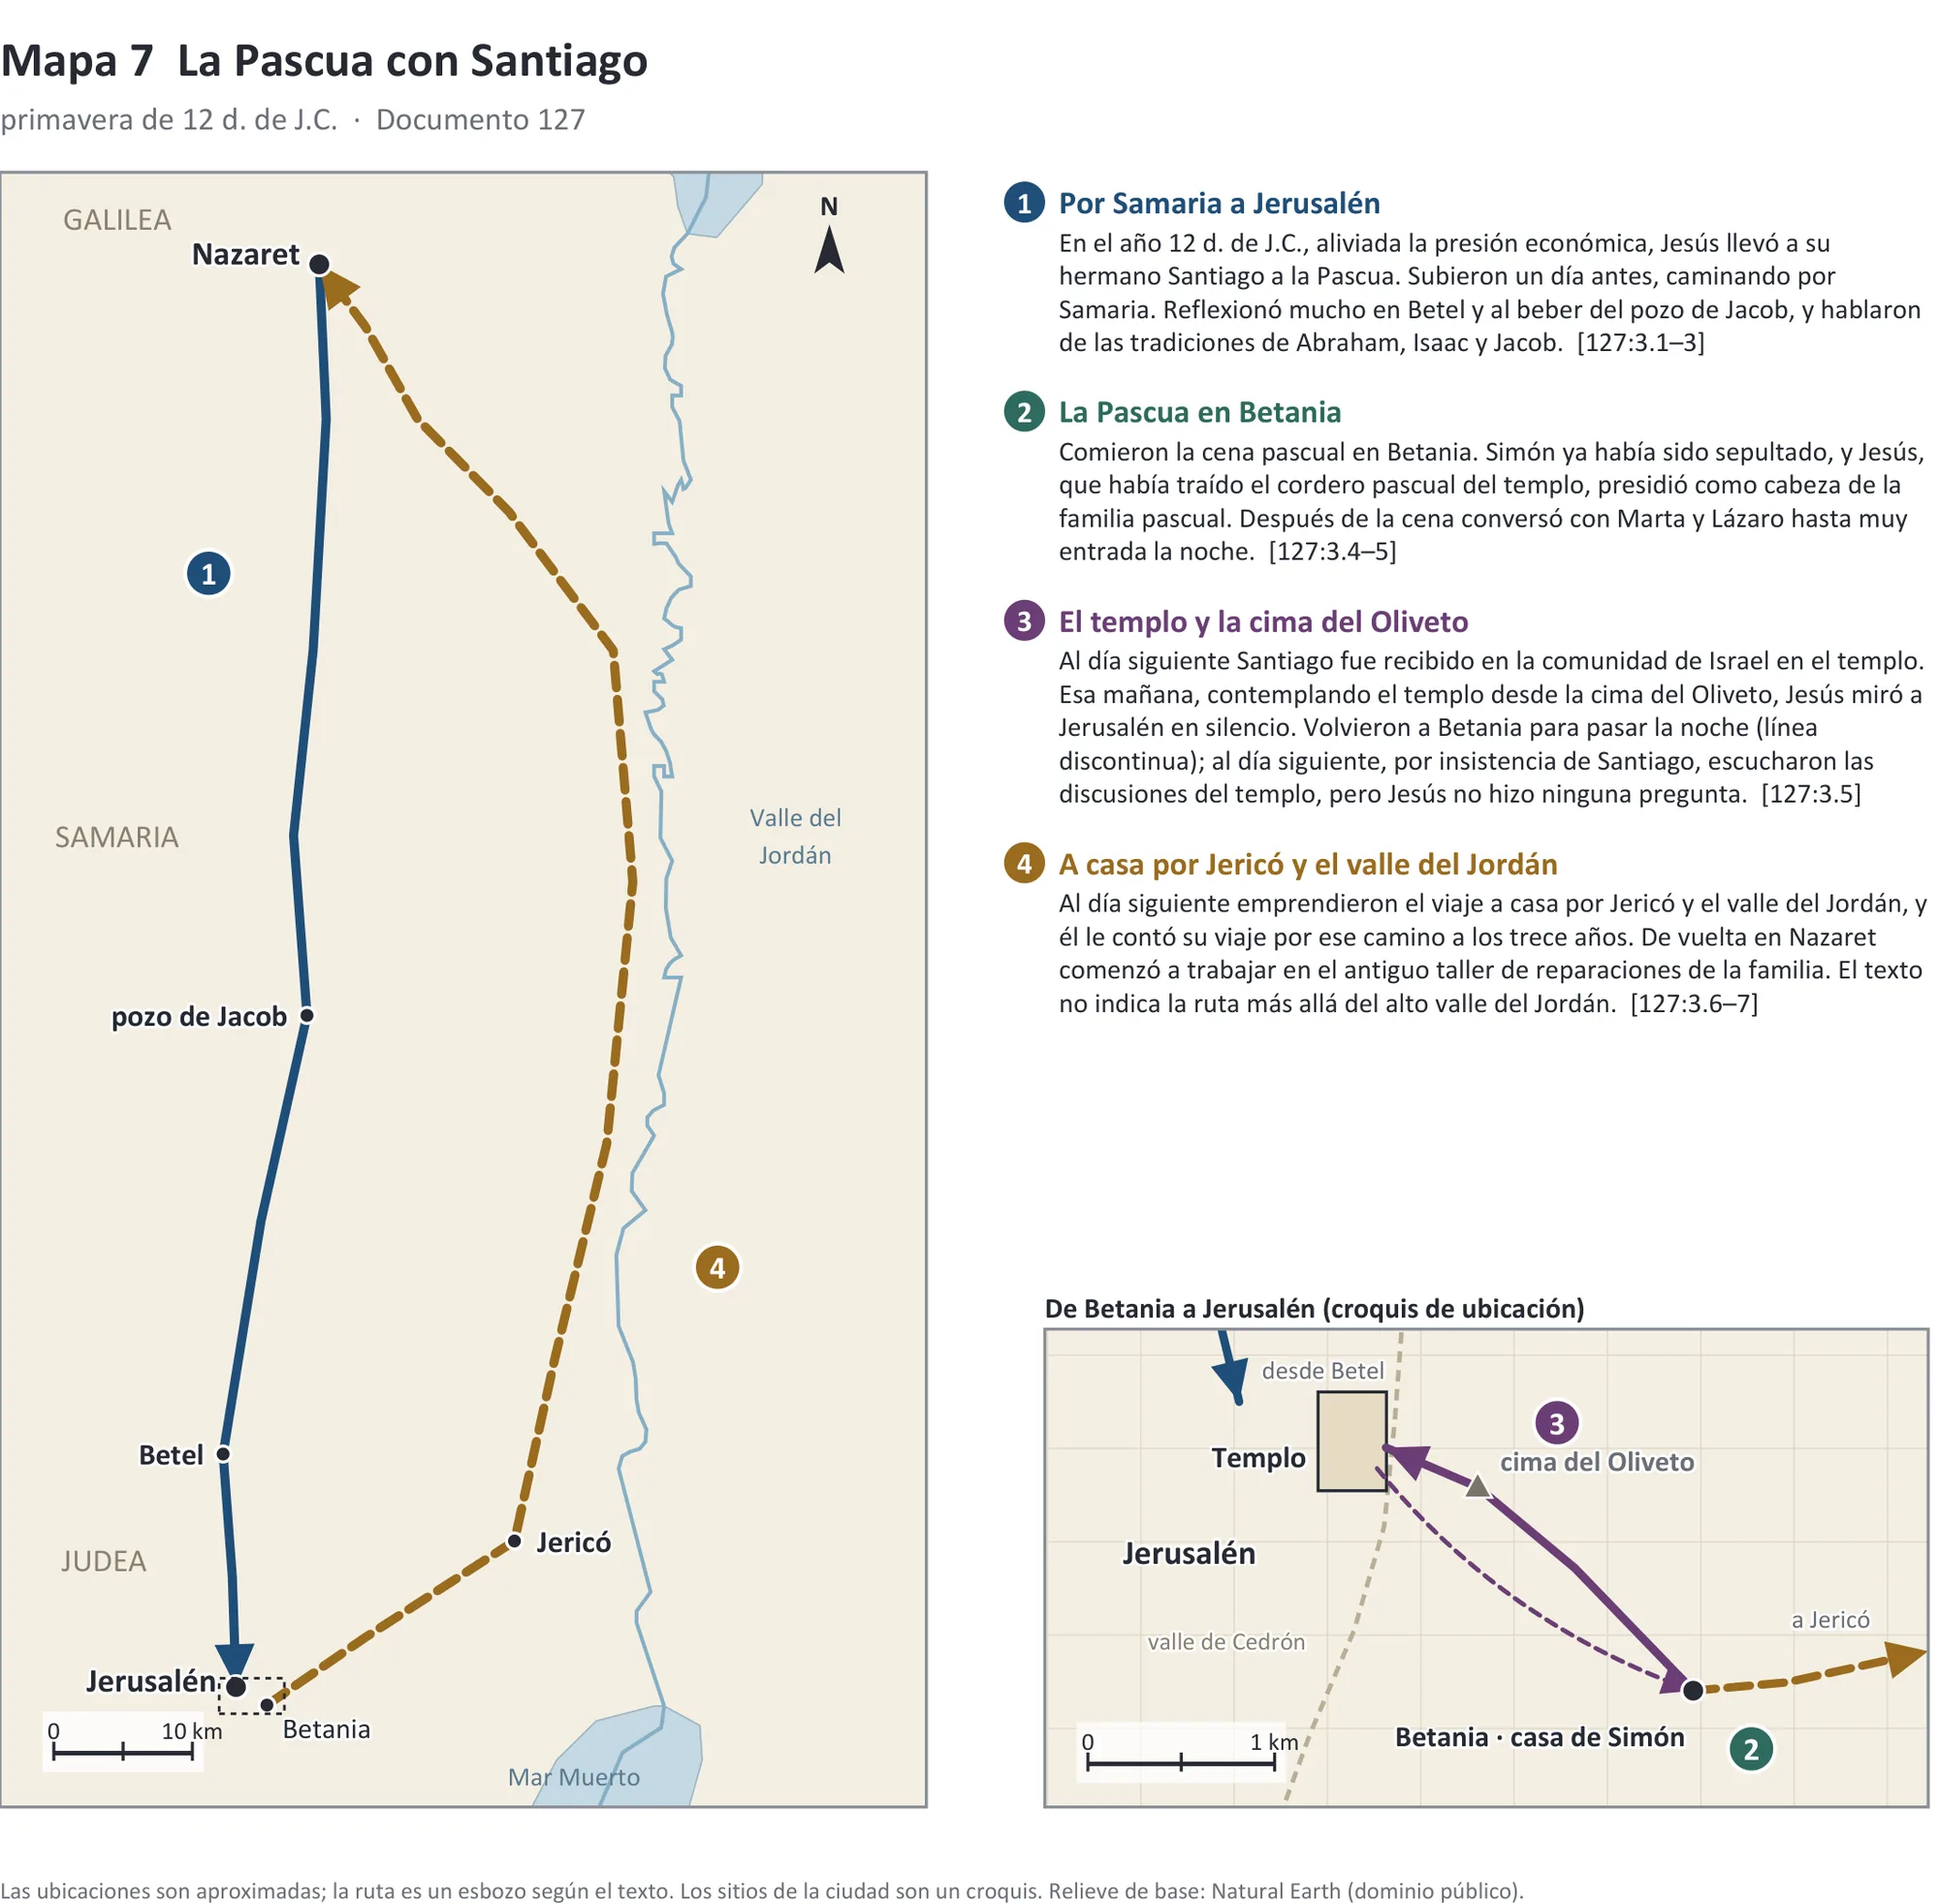 Mapa 7  La Pascua con Santiago
primavera de 12 d. de J.C.  ·  Documento 127
GALILEA
Nazaret
N
1
SAMARIA
Valle del
Jordán
pozo de Jacob
4
Betel
Jericó
JUDEA
Jerusalén
Betania
0 10 km
Mar Muerto
1 Por Samaria a Jerusalén
En el año 12 d. de J.C., aliviada la presión económica, Jesús llevó a su
hermano Santiago a la Pascua. Subieron un día antes, caminando por
Samaria. Reflexionó mucho en Betel y al beber del pozo de Jacob, y hablaron
de las tradiciones de Abraham, Isaac y Jacob.  [127:3.1–3]
2 La Pascua en Betania
Comieron la cena pascual en Betania. Simón ya había sido sepultado, y Jesús,
que había traído el cordero pascual del templo, presidió como cabeza de la
familia pascual. Después de la cena conversó con Marta y Lázaro hasta muy
entrada la noche.  [127:3.4–5]
3 El templo y la cima del Oliveto
Al día siguiente Santiago fue recibido en la comunidad de Israel en el templo.
Esa mañana, contemplando el templo desde la cima del Oliveto, Jesús miró a
Jerusalén en silencio. Volvieron a Betania para pasar la noche (línea
discontinua); al día siguiente, por insistencia de Santiago, escucharon las
discusiones del templo, pero Jesús no hizo ninguna pregunta.  [127:3.5]
4 A casa por Jericó y el valle del Jordán
Al día siguiente emprendieron el viaje a casa por Jericó y el valle del Jordán, y
él le contó su viaje por ese camino a los trece años. De vuelta en Nazaret
comenzó a trabajar en el antiguo taller de reparaciones de la familia. El texto
no indica la ruta más allá del alto valle del Jordán.  [127:3.6–7]
De Betania a Jerusalén (croquis de ubicación)
desde Betel
3
Templo
cima del Oliveto
Jerusalén
a Jericó
valle de Cedrón
Betania · casa de Simón
2
0 1 km
Las ubicaciones son aproximadas; la ruta es un esbozo según el texto. Los sitios de la ciudad son un croquis. Relieve de base: Natural Earth (dominio público).